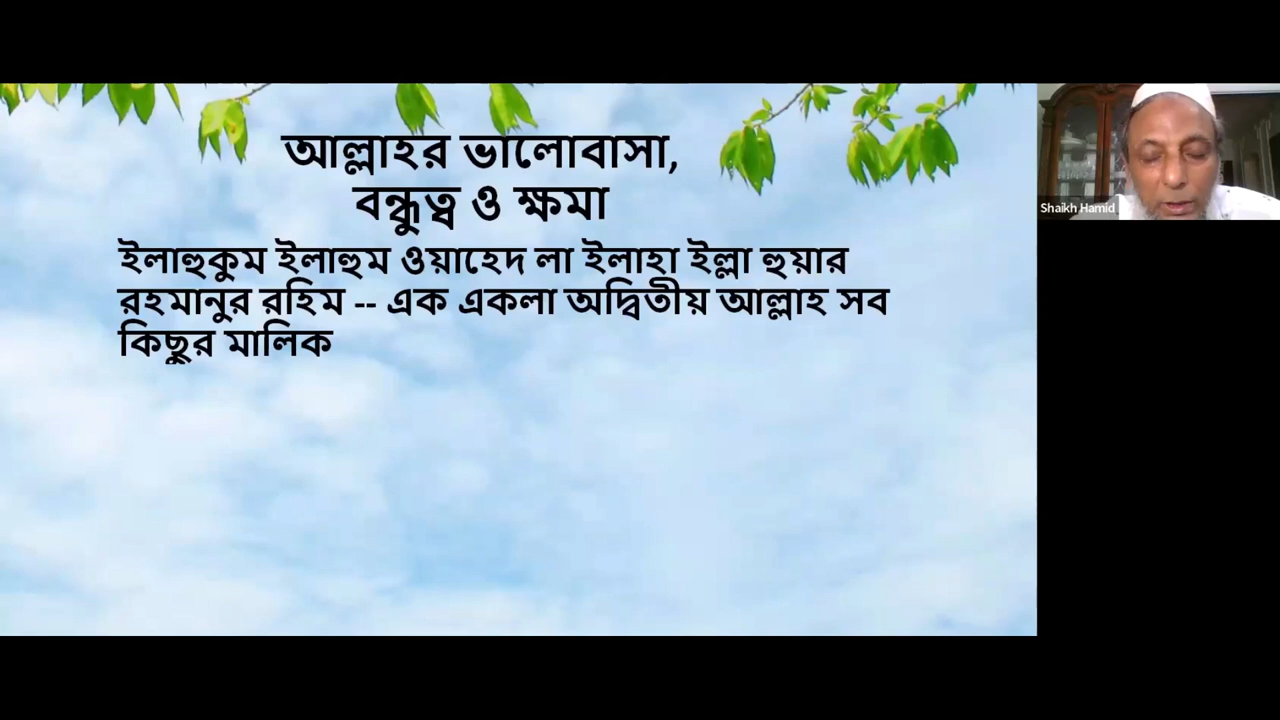 আল্লাহর ভালোবাসা,
বন্ধুত্ব ও ক্ষমা
ইলাহুকুম ইলাহুম ওয়াহেদ লা ইলাহা ইল্লা হুয়ার
রহমানুর রহিম -- এক একলা অদ্বিতীয় আল্লাহ সব
কিছুর মালিক
Shaikh Hamid